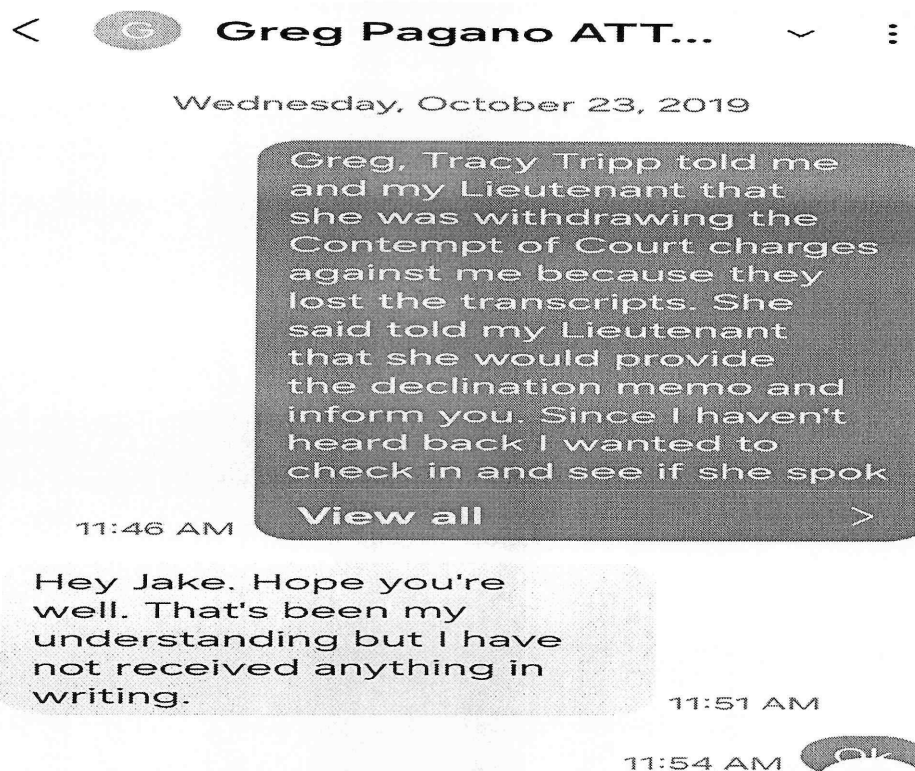 G Greg Pagano ATT...
Wednesday, October 23, 2019
Greg, Tracy Tripp told me
and my Lieutenant that
she was withdrawing the
Contempt of Court charges
against me because they
lost the transcripts. She
said told my Lieutenant
that she would provide
the declination memo and
inform you. Since I haven't
heard back I wanted to
check in and see if she spok
View all
11:46 AM
Hey Jake. Hope you're
well. That's been my
understanding but I have
not received anything in
writing.
11:51 AM
11:54 AM Ok